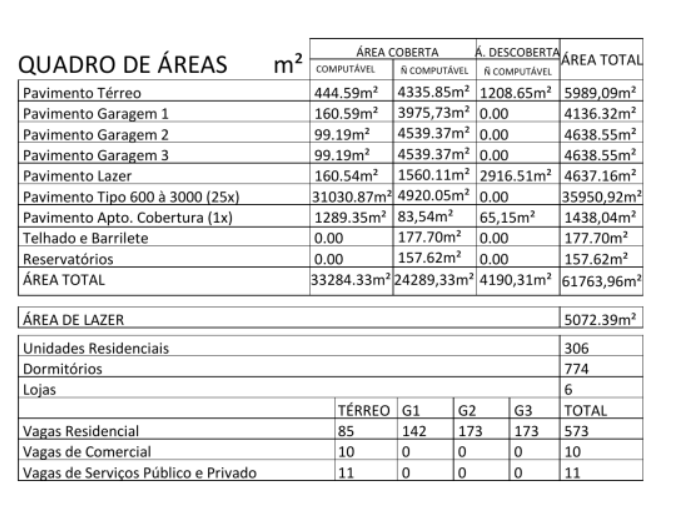 QUADRO DE ÁREAS m² ÁREA COBERTA Á. DESCOBERTA ÁREA TOTAL
COMPUTÁVEL Ñ COMPUTÁVEL Ñ COMPUTÁVEL
Pavimento Térreo 444.59m² 4335.85m² 1208.65m² 5989,09m²
Pavimento Garagem 1 160.59m² 3975,73m² 0.00 4136.32m²
Pavimento Garagem 2 99.19m² 4539.37m² 0.00 4638.55m²
Pavimento Garagem 3 99.19m² 4539.37m² 0.00 4638.55m²
Pavimento Lazer 160.54m² 1560.11m² 2916.51m² 4637.16m²
Pavimento Tipo 600 à 3000 (25x) 31030.87m² 4920.05m² 0.00 35950,92m²
Pavimento Apto. Cobertura (1x) 1289.35m² 83,54m² 65,15m² 1438,04m²
Telhado e Barrilete 0.00 177.70m² 0.00 177.70m²
Reservatórios 0.00 157.62m² 0.00 157.62m²
ÁREA TOTAL 33284.33m² 24289,33m² 4190,31m² 61763,96m²
ÁREA DE LAZER 5072.39m²
Unidades Residenciais 306
Dormitórios 774
Lojas 6
TÉRREO G1 G2 G3 TOTAL
Vagas Residencial 85 142 173 173 573
Vagas de Comercial 10 0 0 0 10
Vagas de Serviços Público e Privado 11 0 0 0 11